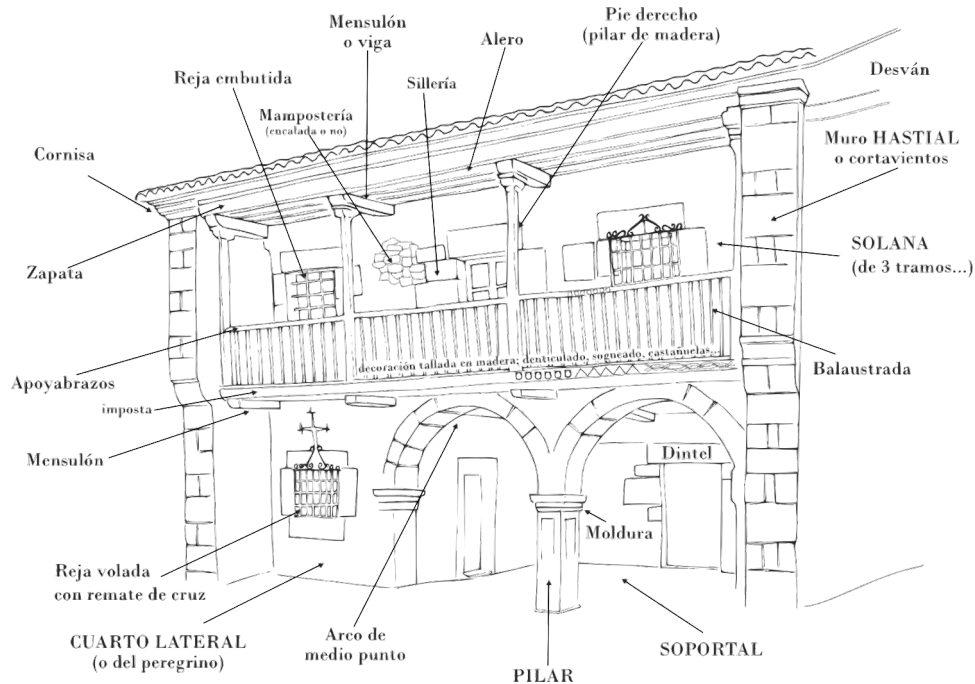 Mensulón
o viga
Pie derecho
(pilar de madera)
Alero
Desván
Reja embutida
Sillería
Mampostería
(encalada o no)
Cornisa
Muro HASTIAL
o cortavientos
Zapata
SOLANA
(de 3 tramos...)
decoración tallada en madera; denticulado, sogneado, castañuelas...
Apoyabrazos
Balaustrada
imposta
Mensulón
Dintel
Moldura
Reja volada
con remate de cruz
CUARTO LATERAL
(o del peregrino)
Arco de
medio punto
PILAR
SOPORTAL